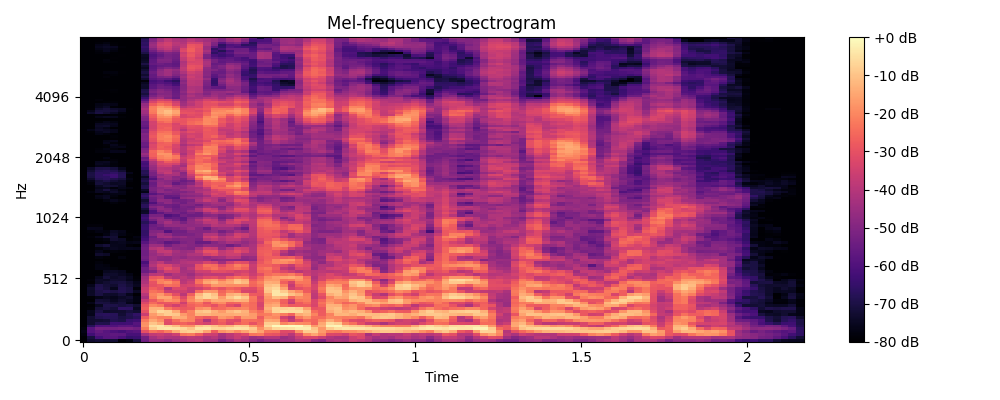 Mel-frequency spectrogram
+0 dB
-10 dB
-20 dB
-30 dB
-40 dB
-50 dB
-60 dB
-70 dB
-80 dB
4096
2048
1024
512
0
Hz
0 0.5 1 1.5 2
Time